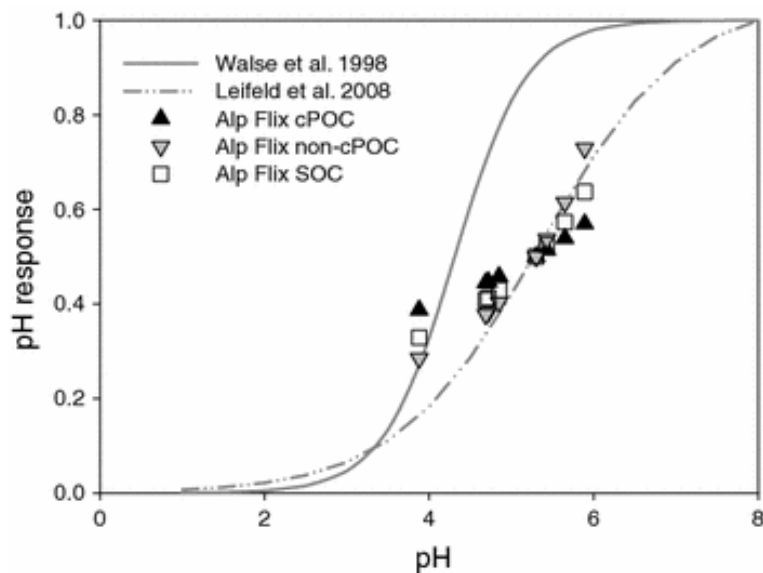 1.0
Walse et al. 1998
Leifeld et al. 2008
Alp Flix cPOC
0.8
Alp Flix non-cPOC
Alp Flix SOC
0.6
pH response
0.4
0.2
0.0
0 2 4 6 8
pH